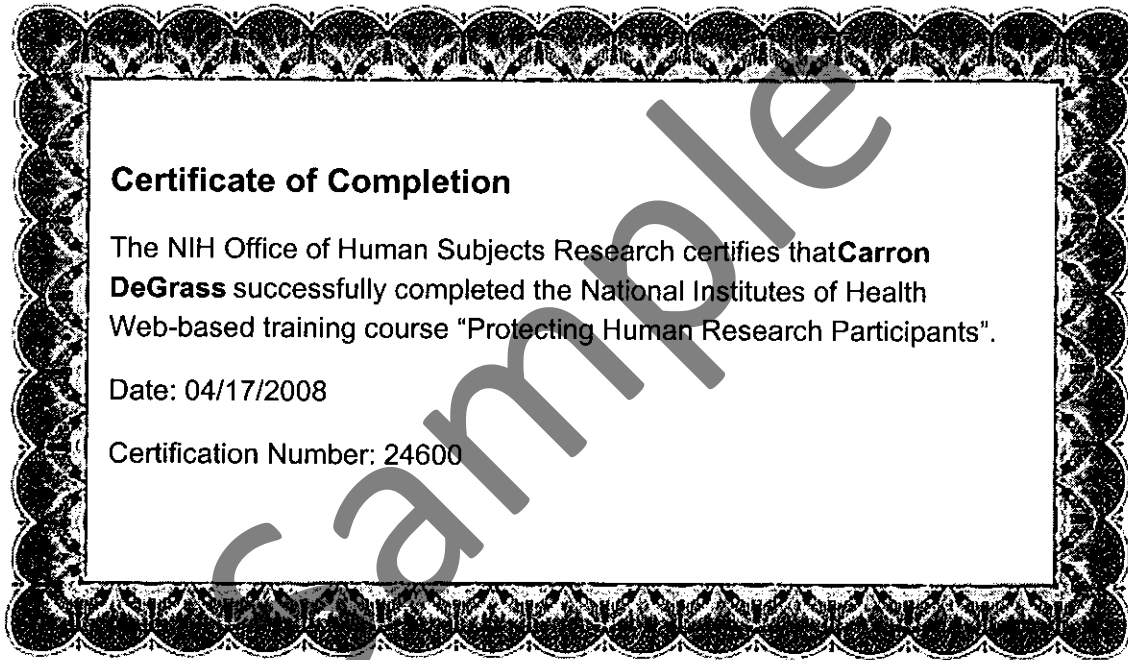 Certificate of Completion
The NIH Office of Human Subjects Research certifies thatCarron
DeGrass successfully completed the National Institutes of Health
Web-based training course “Protecting Human Research Participants”.
Date: 04/17/2008
Certification Number: 24600
Sample